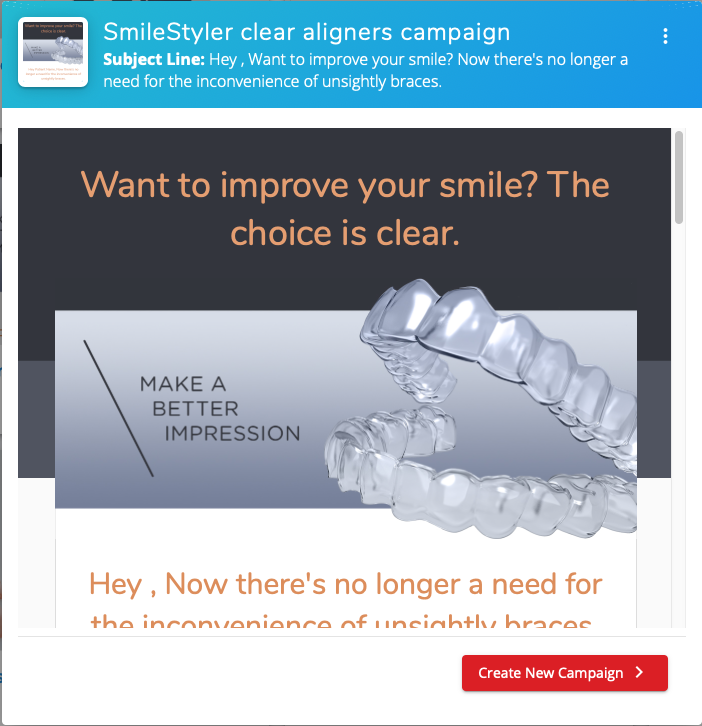 SmileStyler clear aligners campaign
Subject Line: Hey , Want to improve your smile? Now there's no longer a
need for the inconvenience of unsightly braces.
Want to improve your smile? The
choice is clear.
MAKE A
BETTER
IMPRESSION
Hey , Now there's no longer a need for
the inconvenience of unsightly braces.
Create New Campaign